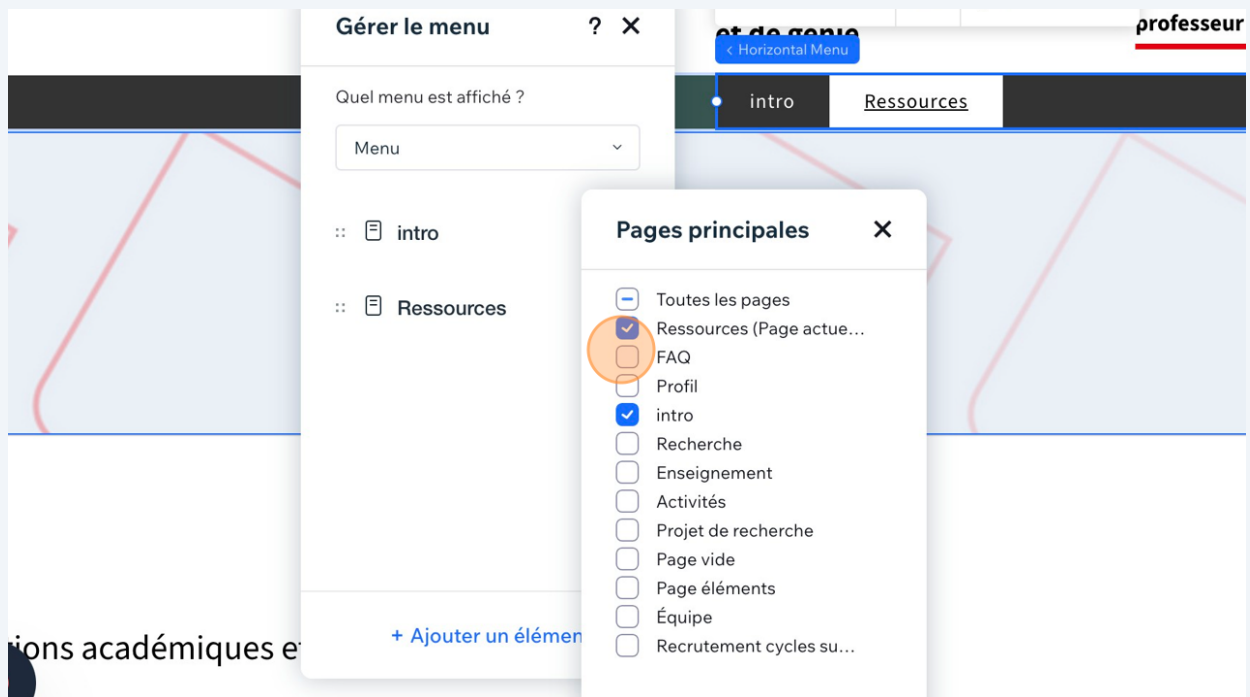 Gérer le menu
?
et de génie
professeur
< Horizontal Menu
Quel menu est affiché ?
intro
Ressources
Menu
intro
Ressources
Pages principales
Toutes les pages
Ressources (Page actue...
FAQ
Profil
intro
Recherche
Enseignement
Activités
Projet de recherche
Page vide
Page éléments
Équipe
Recrutement cycles su...
+ Ajouter un élémen
ions académiques e